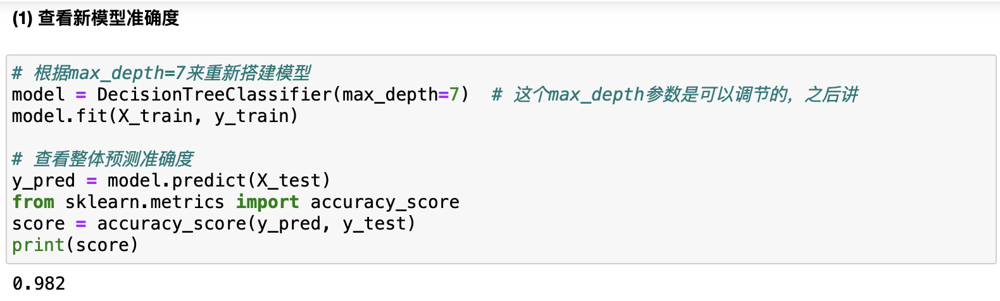 (1) 查看新模型准确度
# 根据max_depth=7来重新搭建模型
model = DecisionTreeClassifier(max_depth=7)  # 这个max_depth参数是可以调节的，之后讲
model.fit(X_train, y_train)
# 查看整体预测准确度
y_pred = model.predict(X_test)
from sklearn.metrics import accuracy_score
score = accuracy_score(y_pred, y_test)
print(score)
0.982